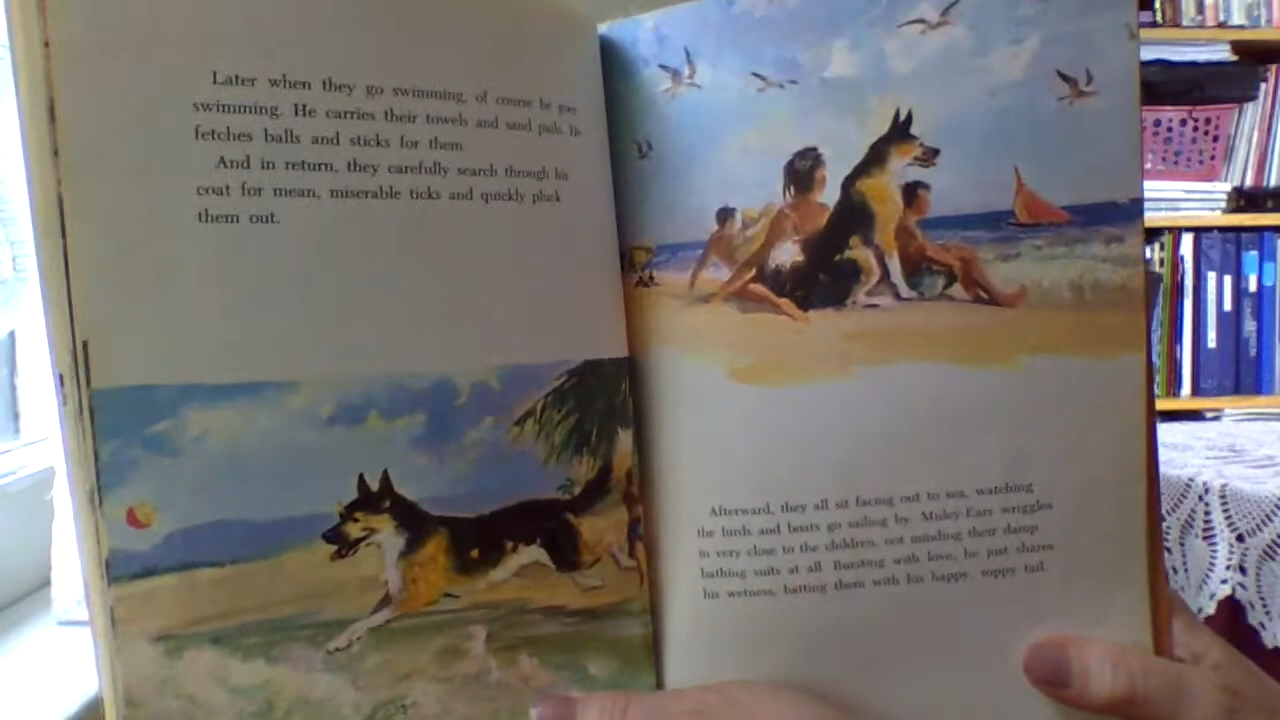 Later when they go swimming, of course he goes
swimming. He carries their towels and sand pails. He
fetches balls and sticks for them.
And in return, they carefully search through his
coat for mean, miserable ticks and quickly pluck
them out.
Afterward, they all sit facing out to sea, watching
the birds and boats go sailing by. Muley-Ears wriggles
in very close to the children, not minding their damp
bathing suits at all. Bursting with love, he just shares
his wetness, batting them with his happy, soppy tail.